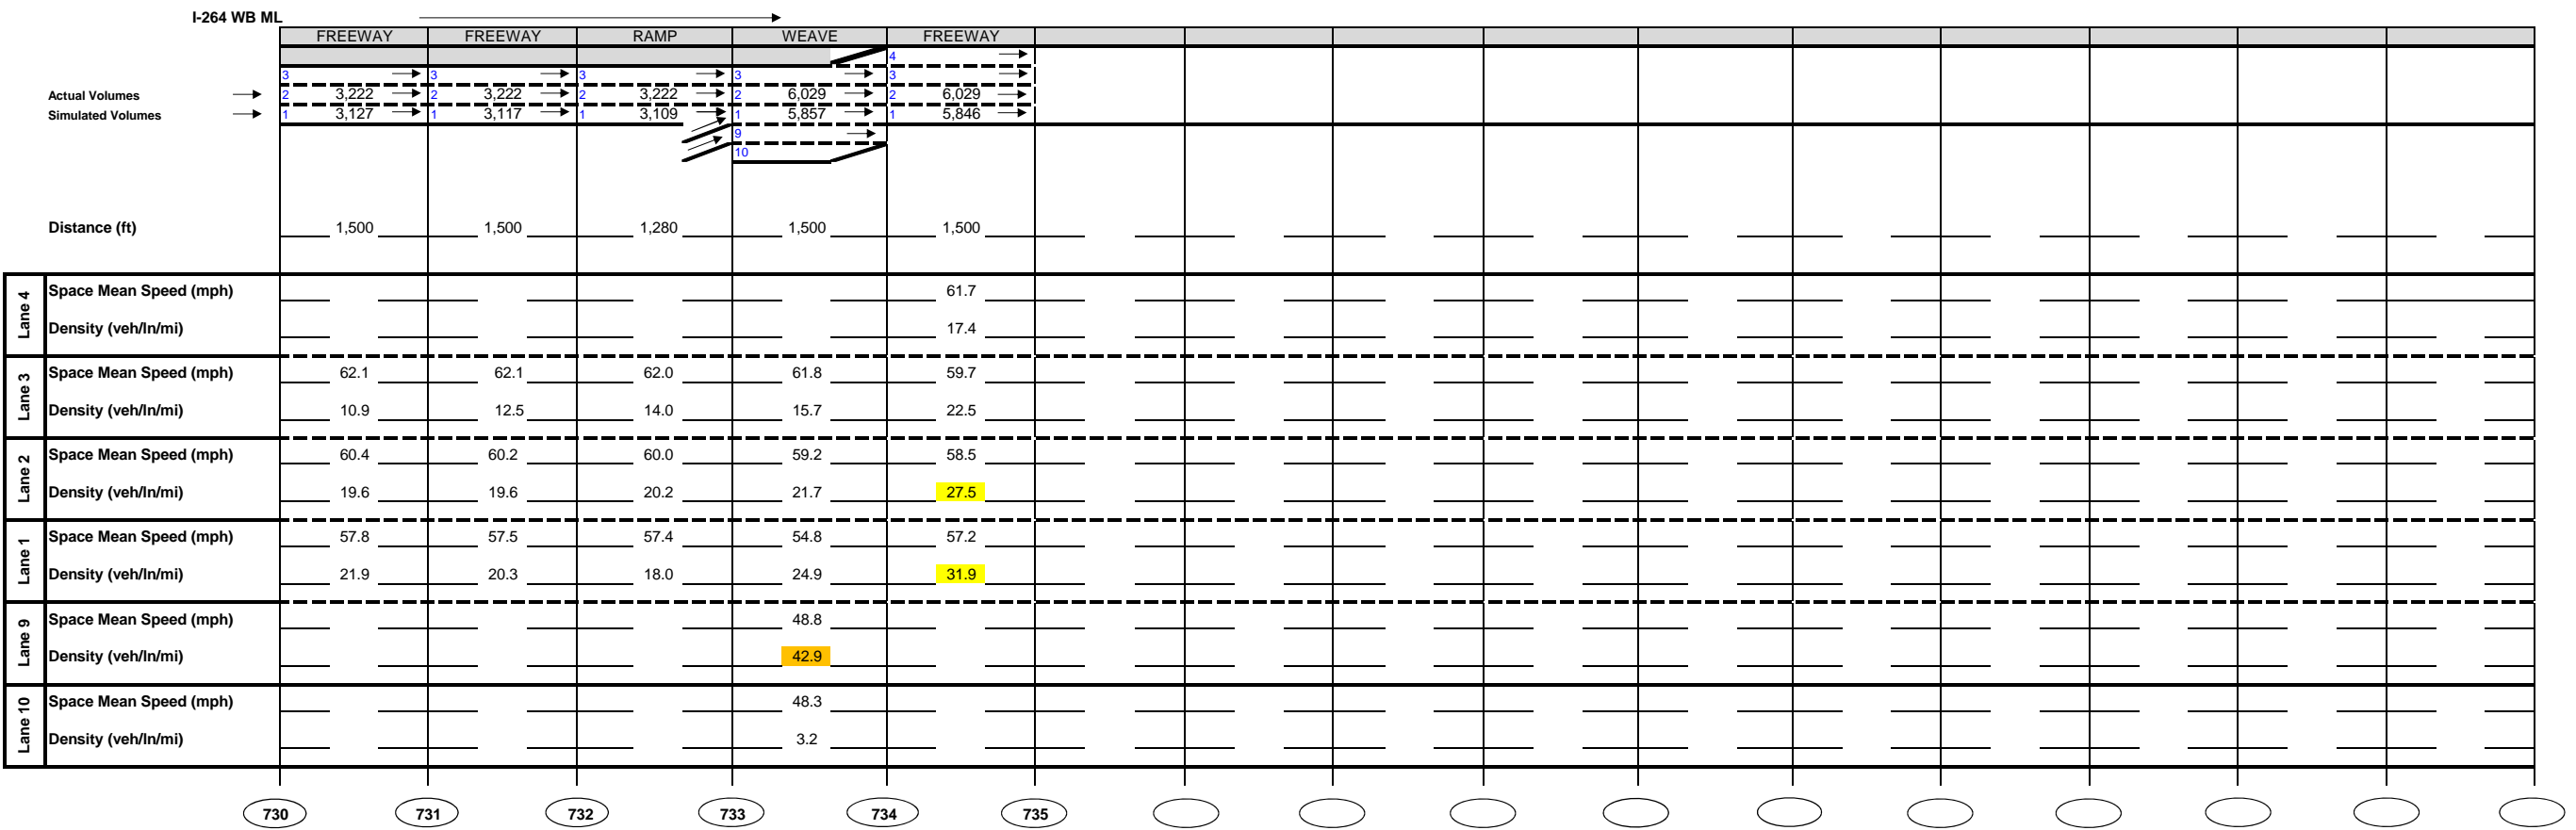 I-264 WB ML
FREEWAY FREEWAY RAMP WEAVE FREEWAY
4
3 3 3 3 3
Actual Volumes 2 3,222 2 3,222 2 3,222 2 6,029 2 6,029
Simulated Volumes 1 3,127 1 3,117 1 3,109 1 5,857 1 5,846
9
10
Distance (ft) 1,500 1,500 1,280 1,500 1,500
Lane 4
Space Mean Speed (mph) 61.7
Density (veh/ln/mi) 17.4
Lane 3
Space Mean Speed (mph) 62.1 62.1 62.0 61.8 59.7
Density (veh/ln/mi) 10.9 12.5 14.0 15.7 22.5
Lane 2
Space Mean Speed (mph) 60.4 60.2 60.0 59.2 58.5
Density (veh/ln/mi) 19.6 19.6 20.2 21.7 27.5
Lane 1
Space Mean Speed (mph) 57.8 57.5 57.4 54.8 57.2
Density (veh/ln/mi) 21.9 20.3 18.0 24.9 31.9
Lane 9
Space Mean Speed (mph) 48.8
Density (veh/ln/mi) 42.9
Lane 10
Space Mean Speed (mph) 48.3
Density (veh/ln/mi) 3.2
730 731 732 733 734 735